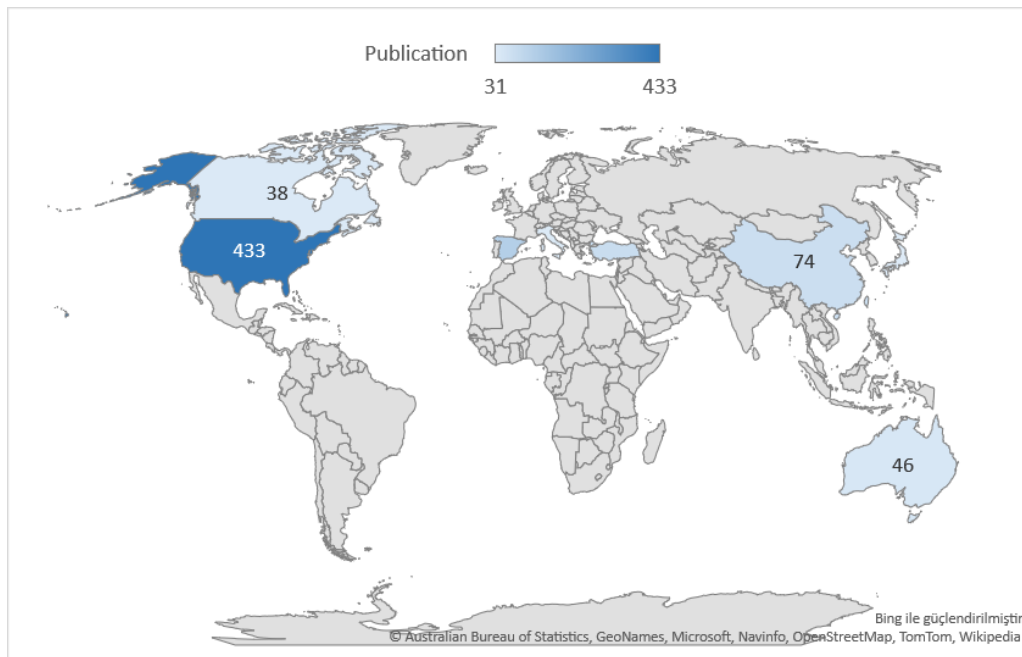 Publication
31 433
38
433
74
46
Bing ile güçlendirilmiştir
© Australian Bureau of Statistics, GeoNames, Microsoft, Navinfo, OpenStreetMap, TomTom, Wikipedia